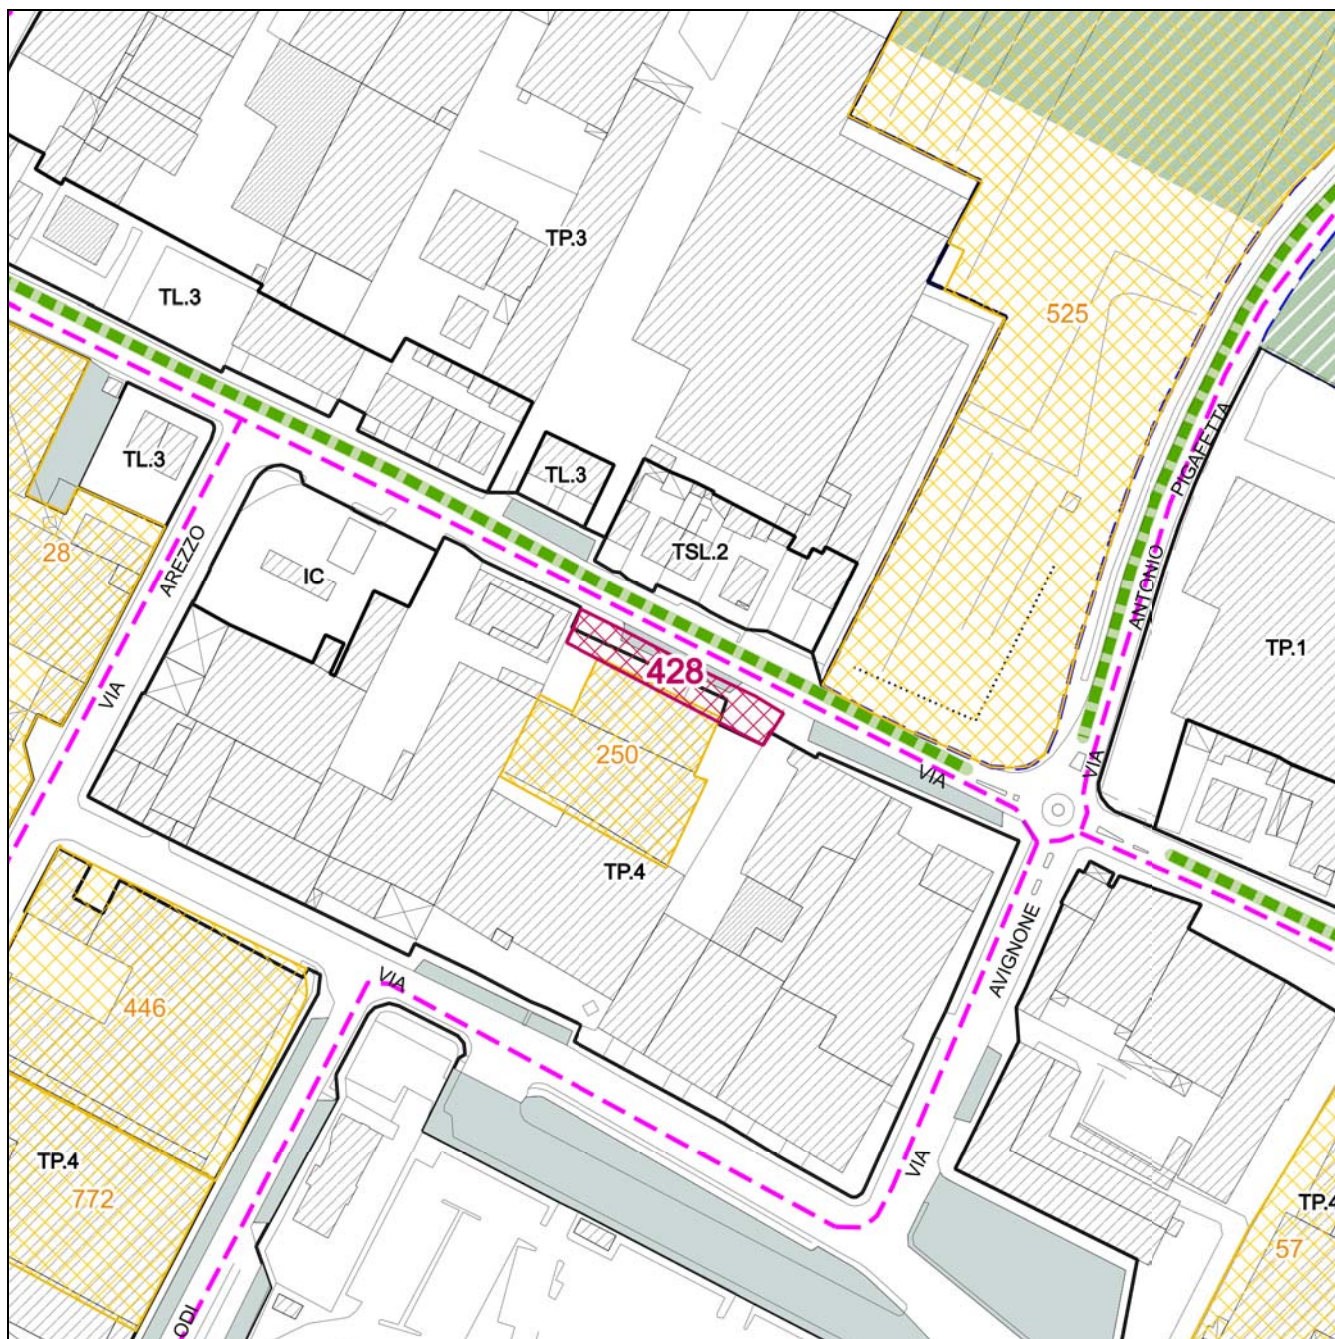 TP.3
TL.3
525
PIGAFETTA
TL.3
TL.3
ANTONIO
28
AREZZO
IC
TSL.2
TP.1
428
VIA
250
VIA
VIA
TP.4
AVIGNONE
VIA
446
TP.4
VIA
772
TP.4
57
ODI